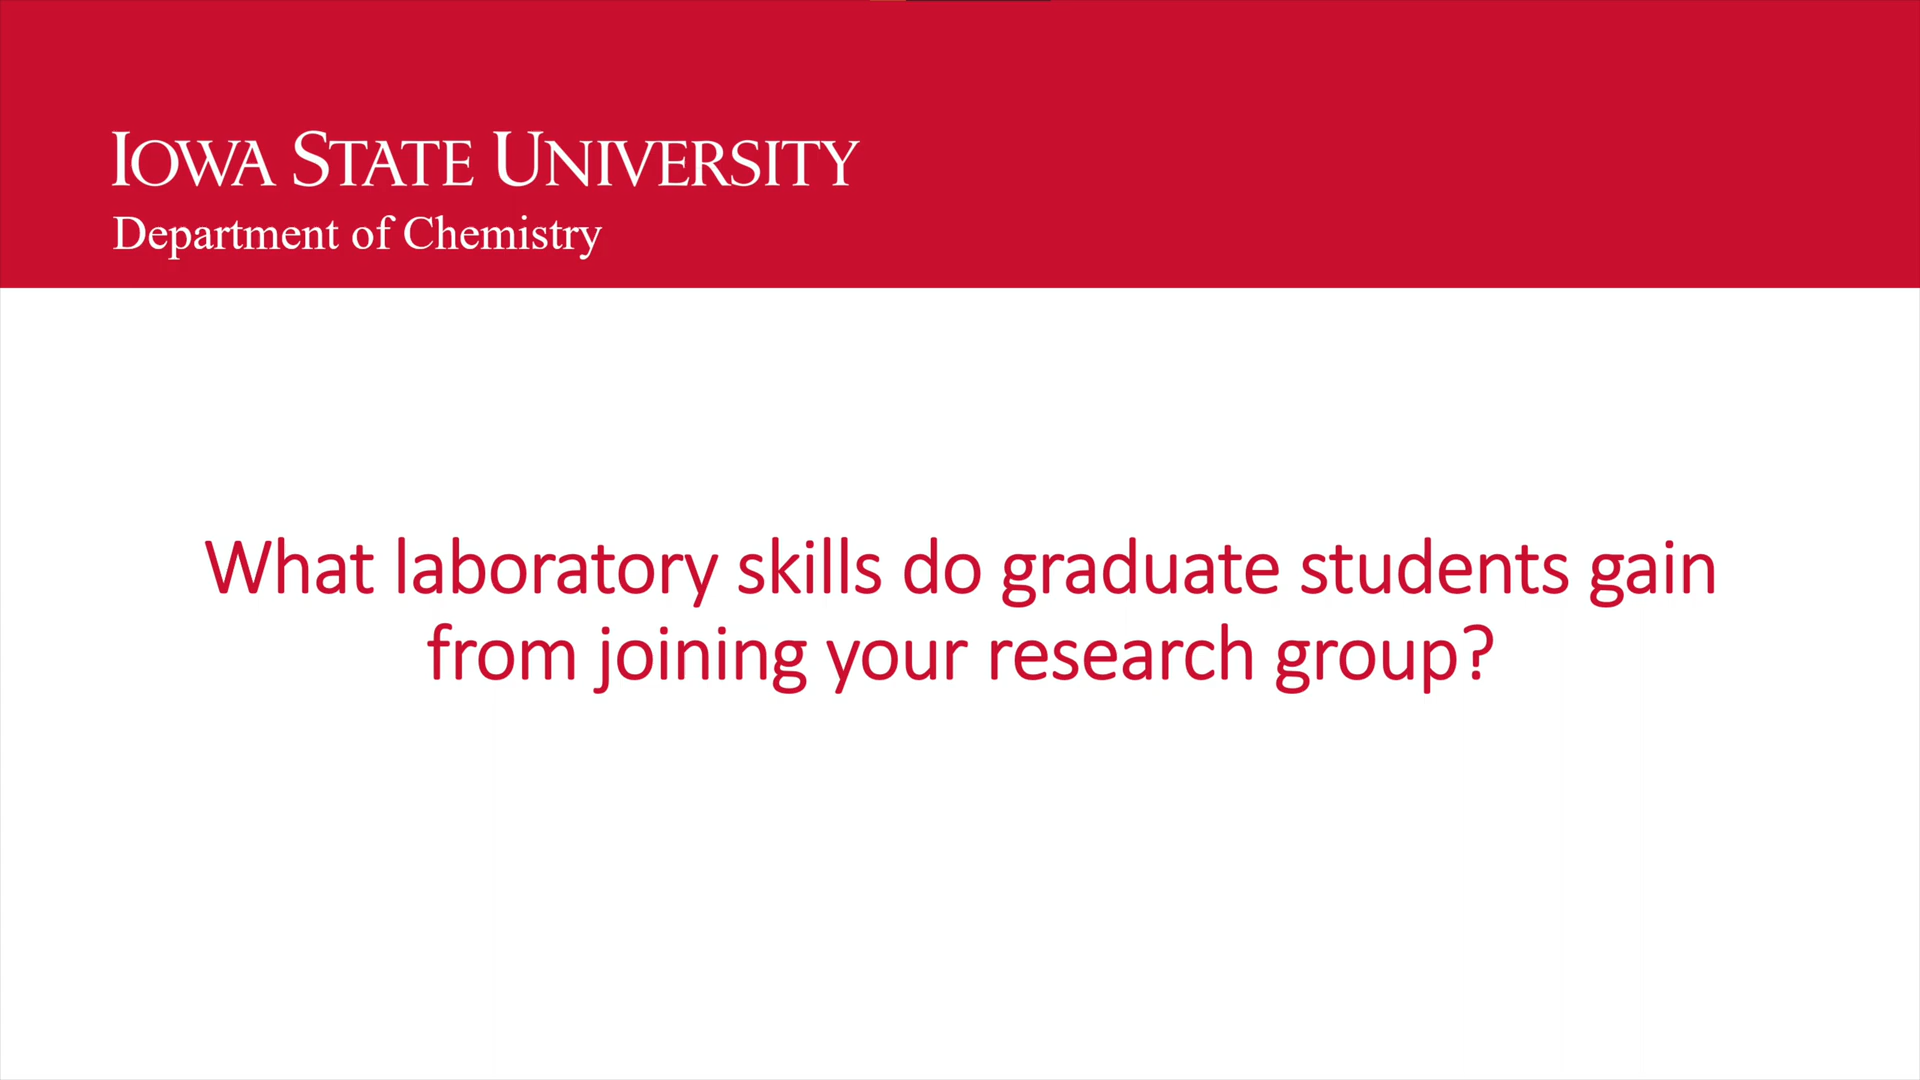 IOWA STATE UNIVERSITY
Department of Chemistry
What laboratory skills do graduate students gain
from joining your research group?